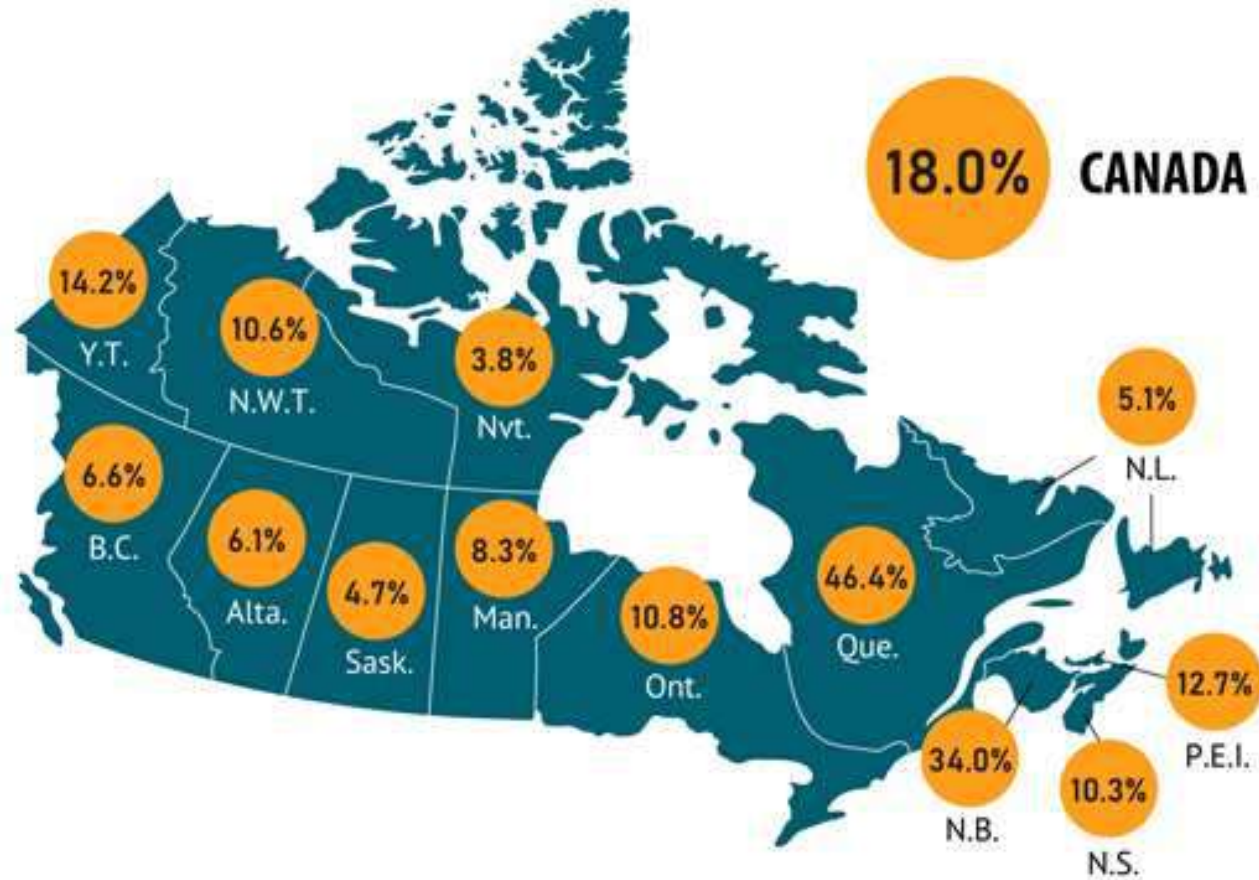 18.0% CANADA
14.2%
Y.T.
10.6%
N.W.T.
3.8%
Nvt.
5.1%
N.L.
6.6%
B.C.
6.1%
Alta.
4.7%
Sask.
8.3%
Man.
10.8%
Ont.
46.4%
Que.
12.7%
P.E.I.
34.0%
N.B.
10.3%
N.S.